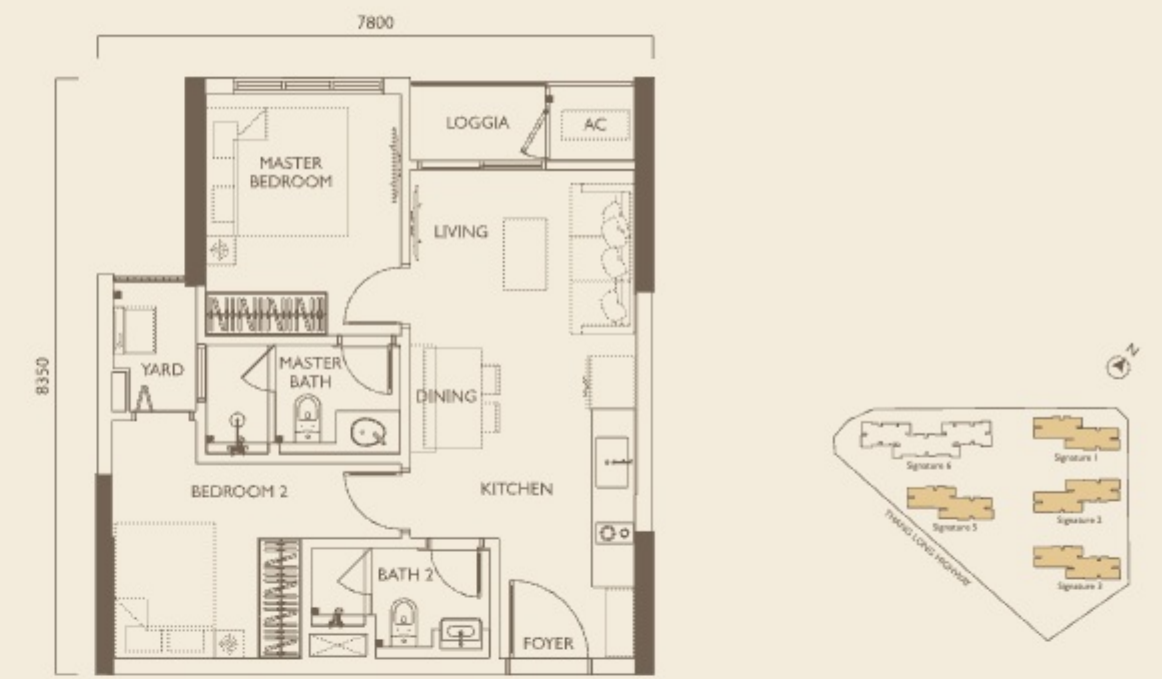 7800
8350
LOGGIA
AC
MASTER
BEDROOM
LIVING
YARD
MASTER
BATH
DINING
BEDROOM 2
KITCHEN
BATH 2
FOYER
N
Signature 6
Signature 1
Signature 5
Signature 2
Signature 3
THANG LONG HIGHWAY